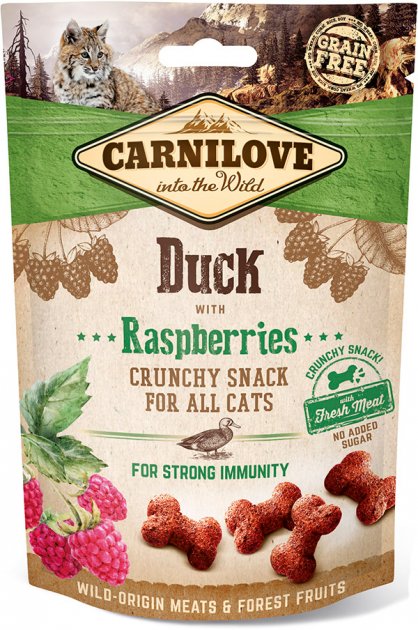 GRAIN
FREE
CARNILOVE
into the Wild
Duck
WITH
Raspberries
CRUNCHY SNACK
FOR ALL CATS
CRUNCHY SNACK!
with
Fresh Meat
NO ADDED
SUGAR
FOR STRONG IMMUNITY
WILD-ORIGIN MEATS & FOREST FRUITS